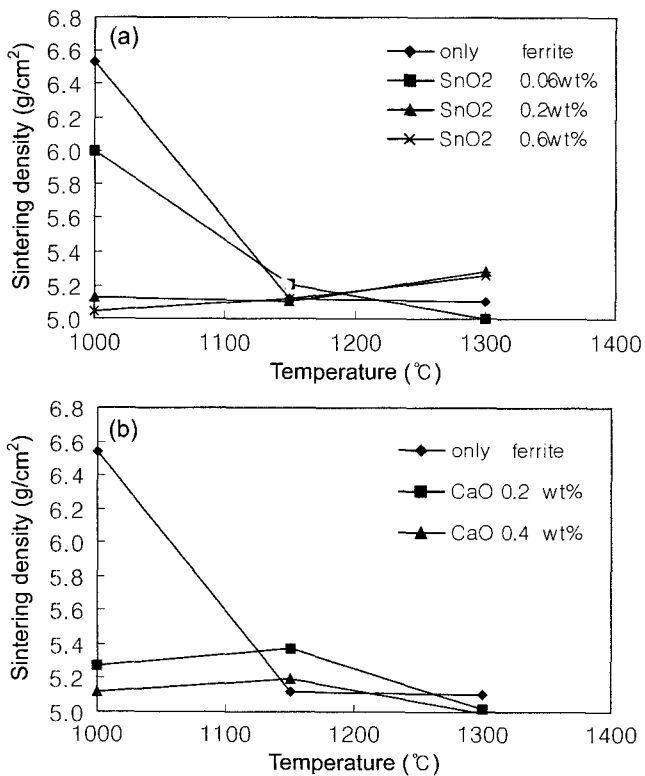 (a)
6.8
6.6
6.4
6.2
6.0
5.8
5.6
5.4
5.2
5.0
Sintering density (g/cm²)
only ferrite
SnO2 0.06wt%
SnO2 0.2wt%
SnO2 0.6wt%
1000 1100 1200 1300 1400
Temperature (℃)
(b)
6.8
6.6
6.4
6.2
6.0
5.8
5.6
5.4
5.2
5.0
Sintering density (g/cm²)
only ferrite
CaO 0.2 wt%
CaO 0.4 wt%
1000 1100 1200 1300 1400
Temperature (℃)